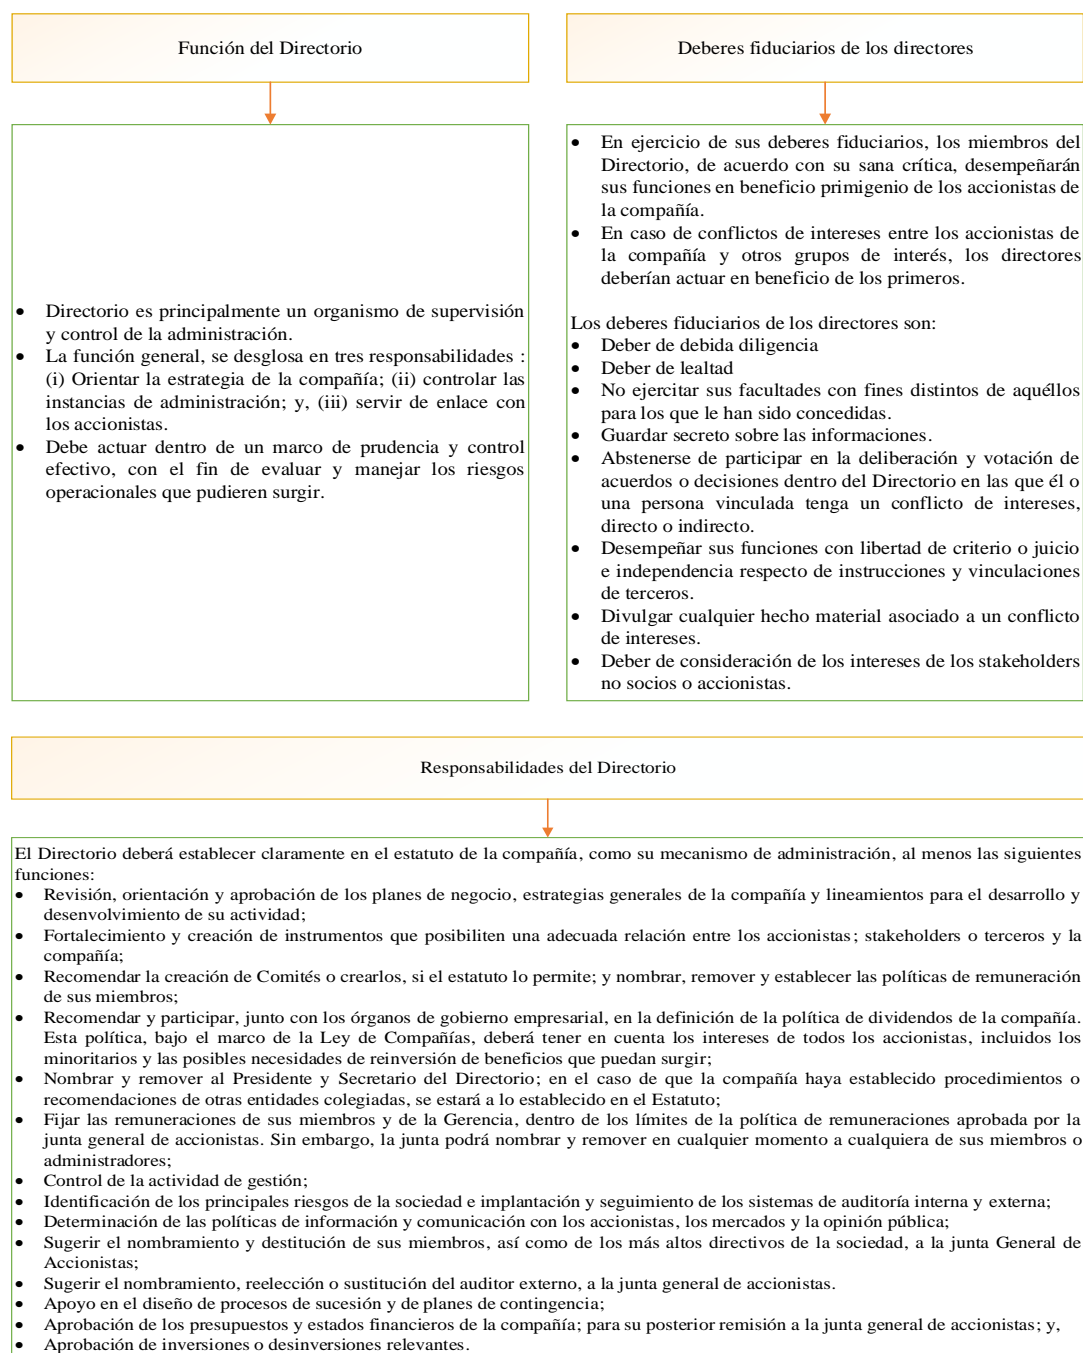 Función del Directorio
Directorio es principalmente un organismo de supervisión
y control de la administración.
La función general, se desglosa en tres responsabilidades :
(i) Orientar la estrategia de la compañía; (ii) controlar las
instancias de administración; y, (iii) servir de enlace con
los accionistas.
Debe actuar dentro de un marco de prudencia y control
efectivo, con el fin de evaluar y manejar los riesgos
operacionales que pudieren surgir.
Deberes fiduciarios de los directores
En ejercicio de sus deberes fiduciarios, los miembros del
Directorio, de acuerdo con su sana crítica, desempeñarán
sus funciones en beneficio primigenio de los accionistas de
la compañía.
En caso de conflictos de intereses entre los accionistas de
la compañía y otros grupos de interés, los directores
deberían actuar en beneficio de los primeros.
Los deberes fiduciarios de los directores son:
Deber de debida diligencia
Deber de lealtad
No ejercitar sus facultades con fines distintos de aquéllos
para los que le han sido concedidas.
Guardar secreto sobre las informaciones.
Abstenerse de participar en la deliberación y votación de
acuerdos o decisiones dentro del Directorio en las que él o
una persona vinculada tenga un conflicto de intereses,
directo o indirecto.
Desempeñar sus funciones con libertad de criterio o juicio
e independencia respecto de instrucciones y vinculaciones
de terceros.
Divulgar cualquier hecho material asociado a un conflicto
de intereses.
Deber de consideración de los intereses de los stakeholders
no socios o accionistas.
Responsabilidades del Directorio
El Directorio deberá establecer claramente en el estatuto de la compañía, como su mecanismo de administración, al menos las siguientes
funciones:
Revisión, orientación y aprobación de los planes de negocio, estrategias generales de la compañía y lineamientos para el desarrollo y
desenvolvimiento de su actividad;
Fortalecimiento y creación de instrumentos que posibiliten una adecuada relación entre los accionistas; stakeholders o terceros y la
compañía;
Recomendar la creación de Comités o crearlos, si el estatuto lo permite; y nombrar, remover y establecer las políticas de remuneración
de sus miembros;
Recomendar y participar, junto con los órganos de gobierno empresarial, en la definición de la política de dividendos de la compañía.
Esta política, bajo el marco de la Ley de Compañías, deberá tener en cuenta los intereses de todos los accionistas, incluidos los
minoritarios y las posibles necesidades de reinversión de beneficios que puedan surgir;
Nombrar y remover al Presidente y Secretario del Directorio; en el caso de que la compañía haya establecido procedimientos o
recomendaciones de otras entidades colegiadas, se estará a lo establecido en el Estatuto;
Fijar las remuneraciones de sus miembros y de la Gerencia, dentro de los límites de la política de remuneraciones aprobada por la
junta general de accionistas. Sin embargo, la junta podrá nombrar y remover en cualquier momento a cualquiera de sus miembros o
administradores;
Control de la actividad de gestión;
Identificación de los principales riesgos de la sociedad e implantación y seguimiento de los sistemas de auditoría interna y externa;
Determinación de las políticas de información y comunicación con los accionistas, los mercados y la opinión pública;
Sugerir el nombramiento y destitución de sus miembros, así como de los más altos directivos de la sociedad, a la junta General de
Accionistas;
Sugerir el nombramiento, reelección o sustitución del auditor externo, a la junta general de accionistas.
Apoyo en el diseño de procesos de sucesión y de planes de contingencia;
Aprobación de los presupuestos y estados financieros de la compañía; para su posterior remisión a la junta general de accionistas; y,
Aprobación de inversiones o desinversiones relevantes.